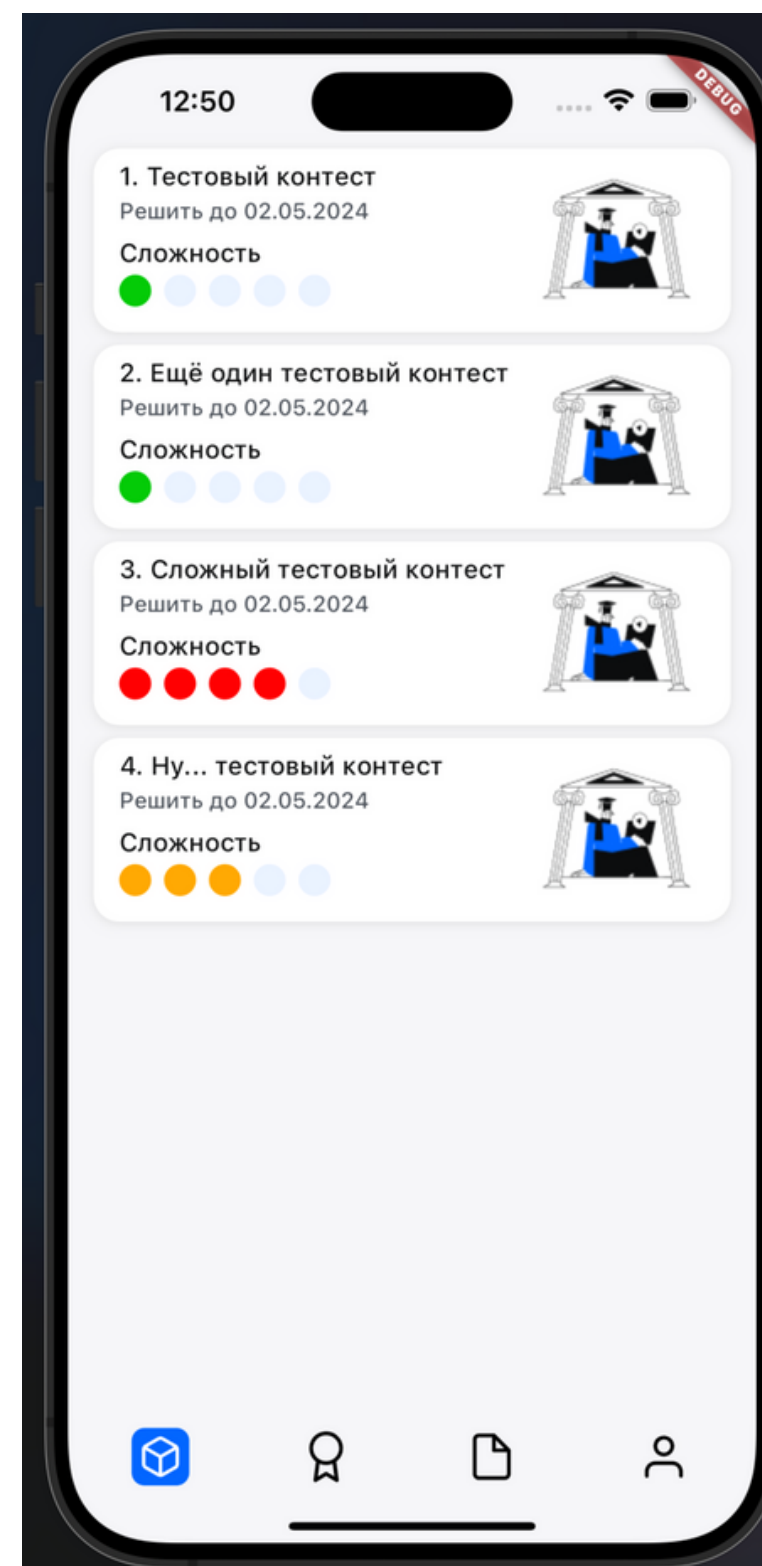 12:50
DEBUG
1. Тестовый контест
Решить до 02.05.2024
Сложность
2. Ещё один тестовый контест
Решить до 02.05.2024
Сложность
3. Сложный тестовый контест
Решить до 02.05.2024
Сложность
4. Ну... тестовый контест
Решить до 02.05.2024
Сложность